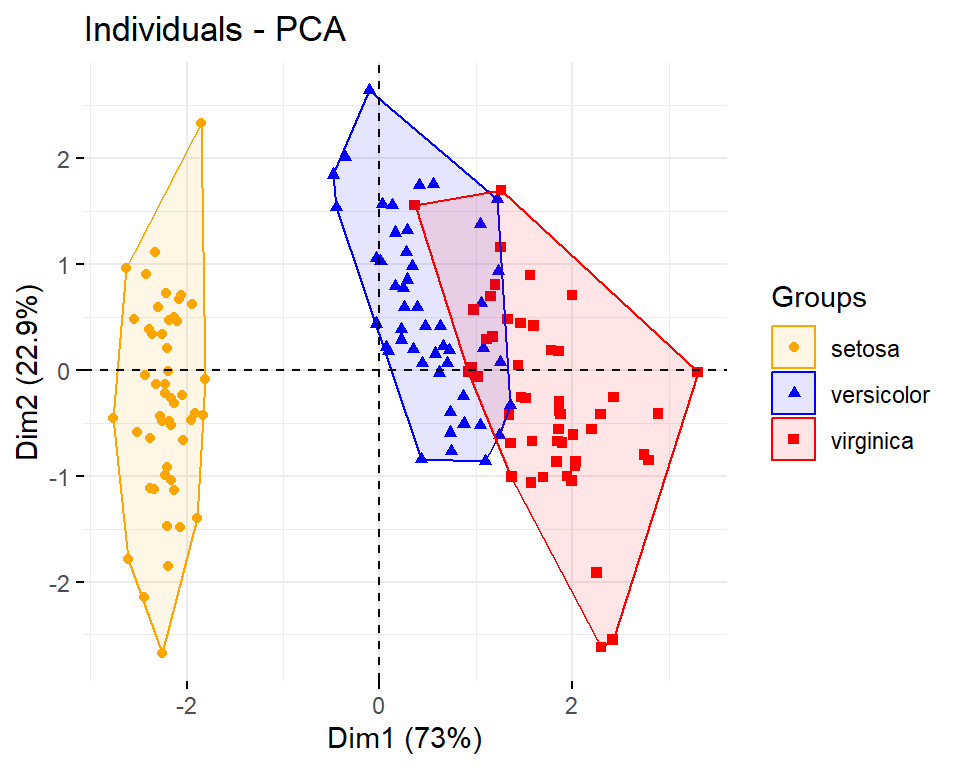 Individuals - PCA
2
1
0
-1
-2
Dim2 (22.9%)
-2
0
2
Dim1 (73%)
Groups
setosa
versicolor
virginica